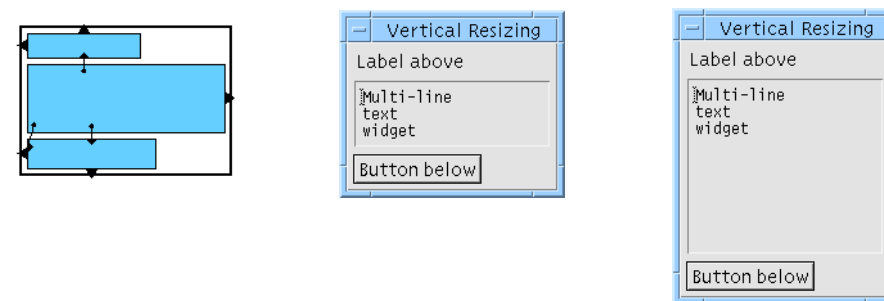 Vertical Resizing
Label above
Multi-line
text
widget
Button below
Vertical Resizing
Label above
Multi-line
text
widget
Button below